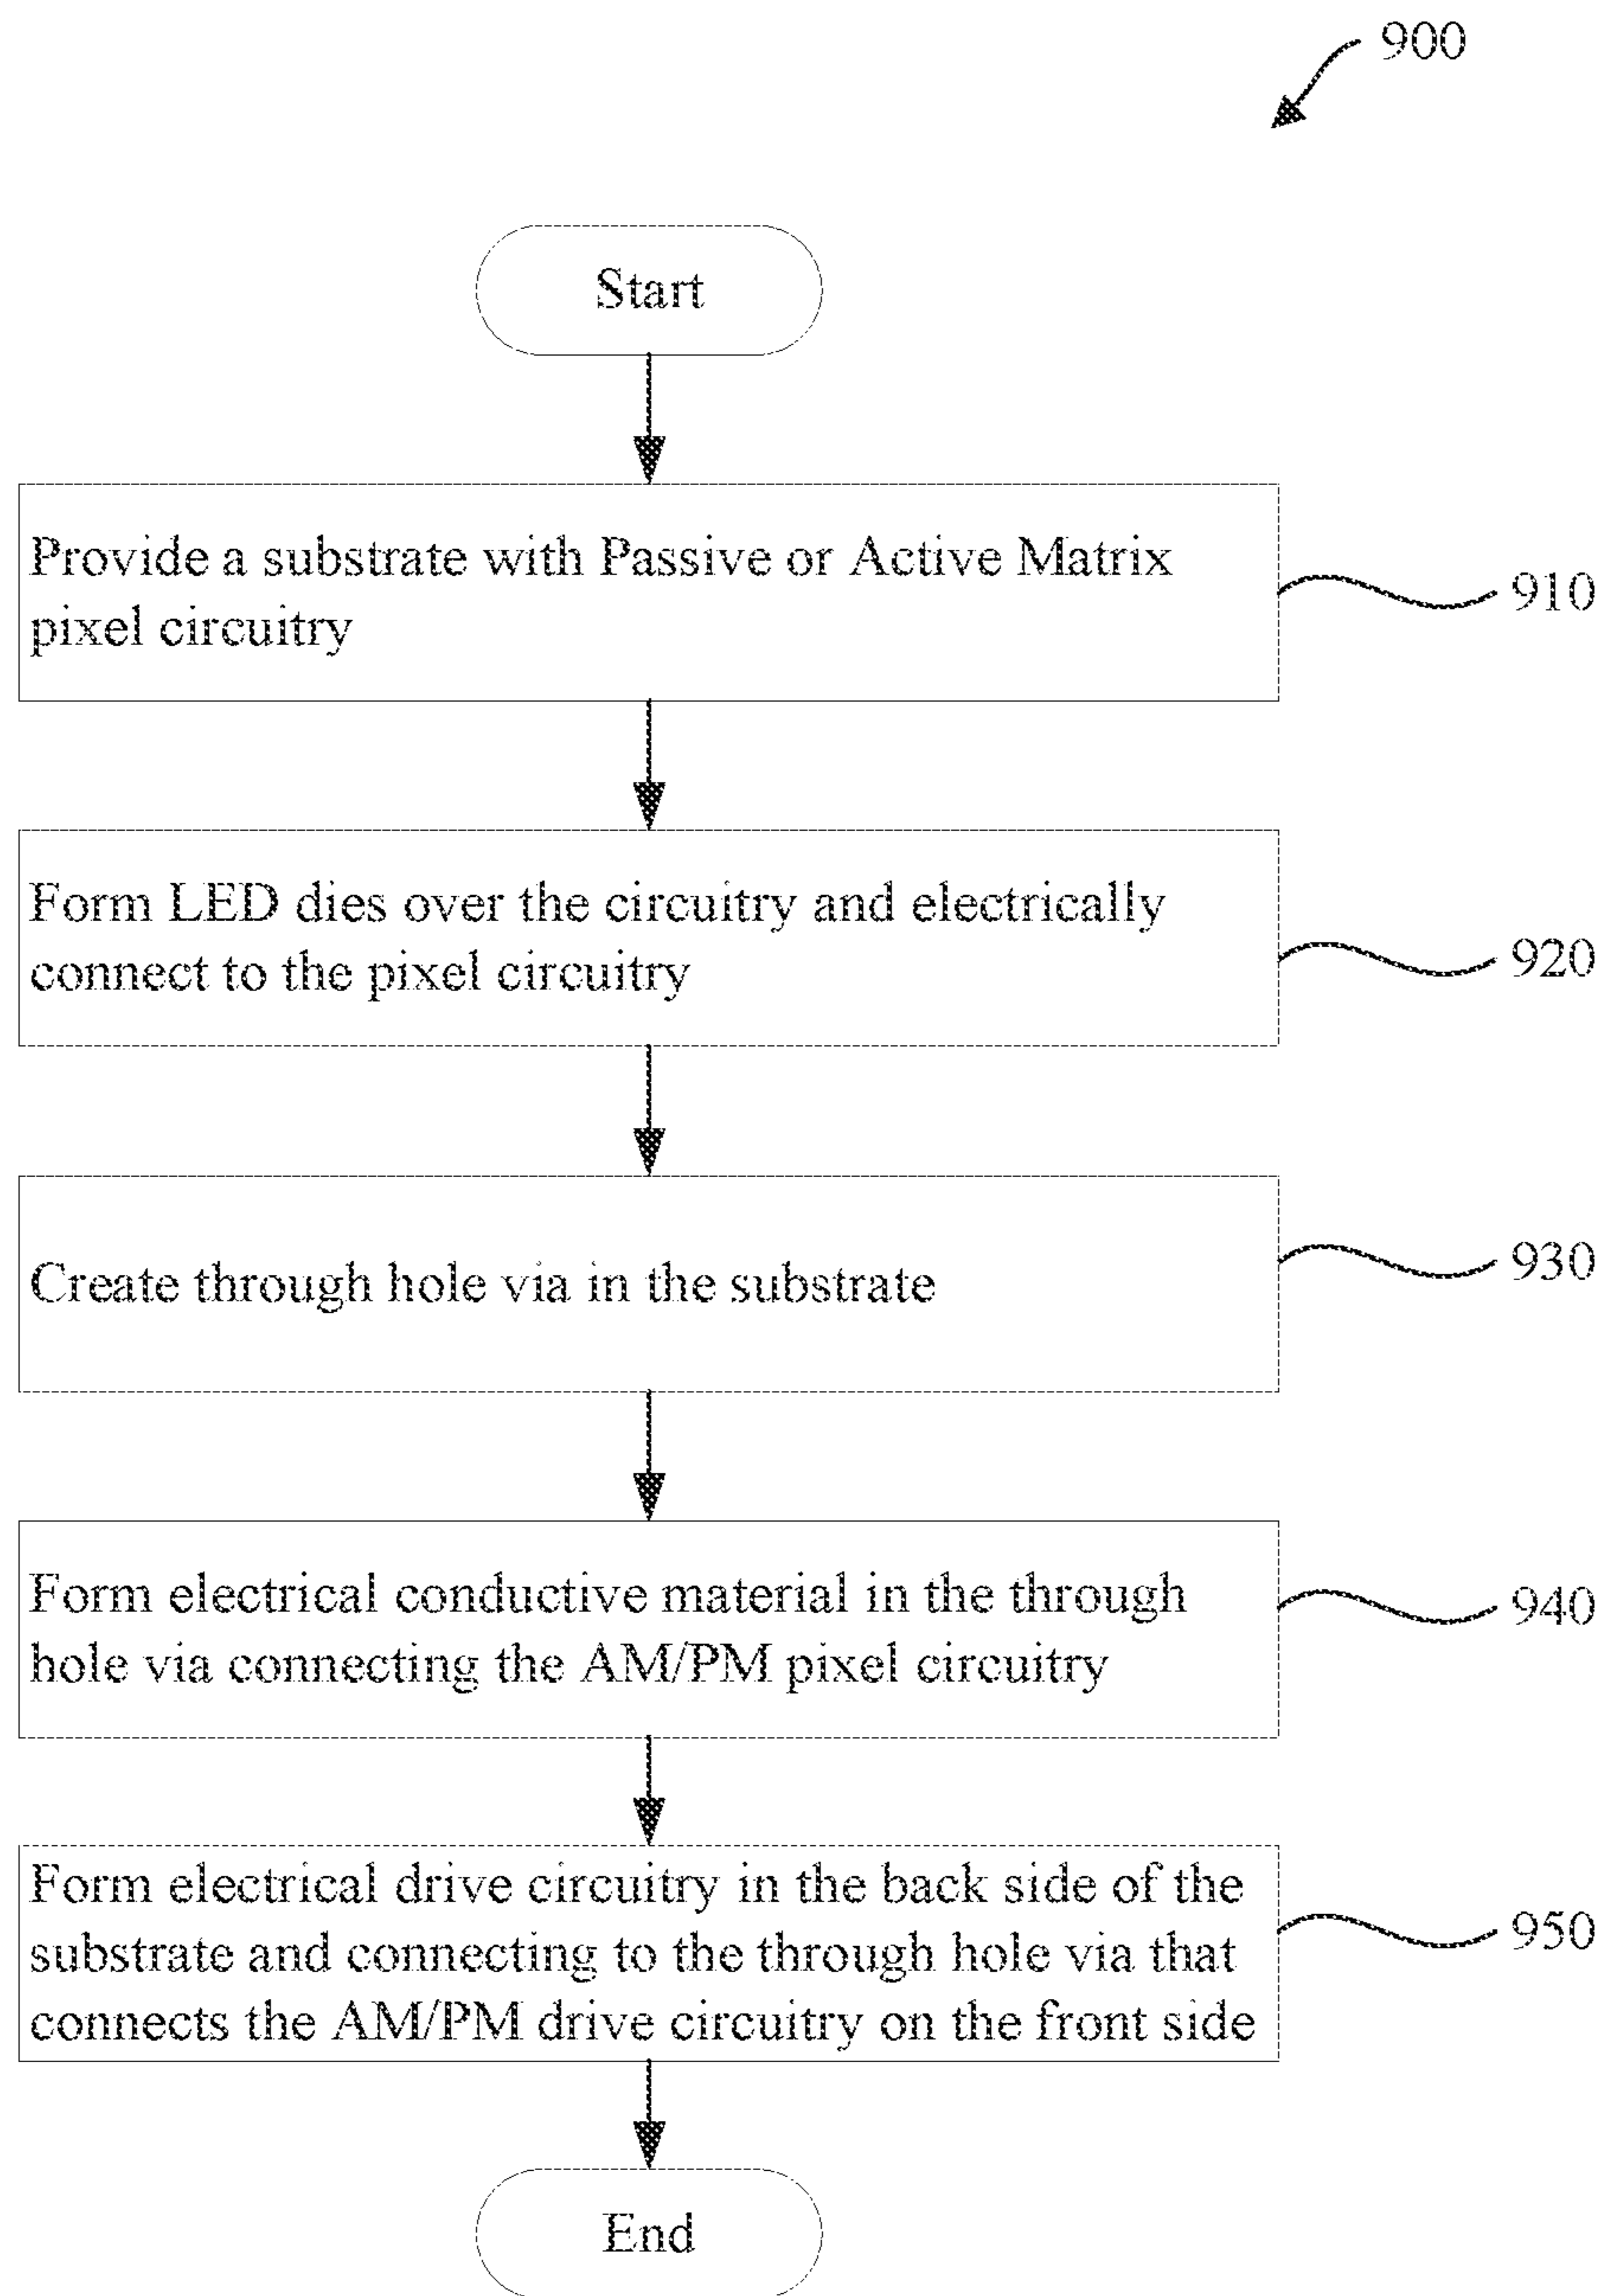 900
Start
Provide a substrate with Passive or Active Matrix
pixel circuitry
910
Form LED dies over the circuitry and electrically
connect to the pixel circuitry
920
Create through hole via in the substrate
930
Form electrical conductive material in the through
hole via connecting the AM/PM pixel circuitry
940
Form electrical drive circuitry in the back side of the
substrate and connecting to the through hole via that
connects the AM/PM drive circuitry on the front side
950
End